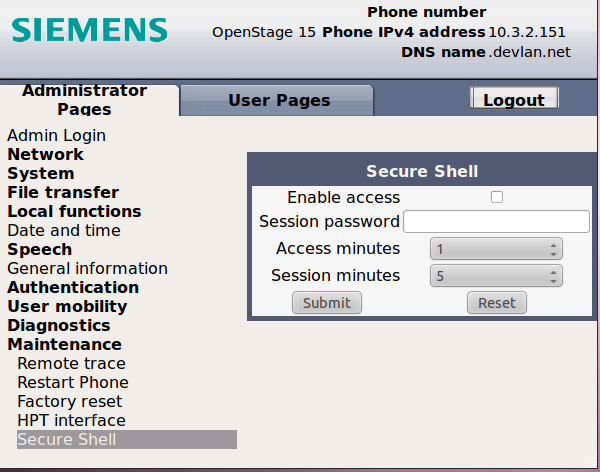 SIEMENS
Phone number
OpenStage 15 Phone IPv4 address 10.3.2.151
DNS name .devlan.net
Administrator Pages
User Pages
Logout
Admin Login
Network
System
File transfer
Local functions
Date and time
Speech
General information
Authentication
User mobility
Diagnostics
Maintenance
Remote trace
Restart Phone
Factory reset
HPT interface
Secure Shell
Secure Shell
Enable access
Session password
Access minutes 1
Session minutes 5
Submit Reset